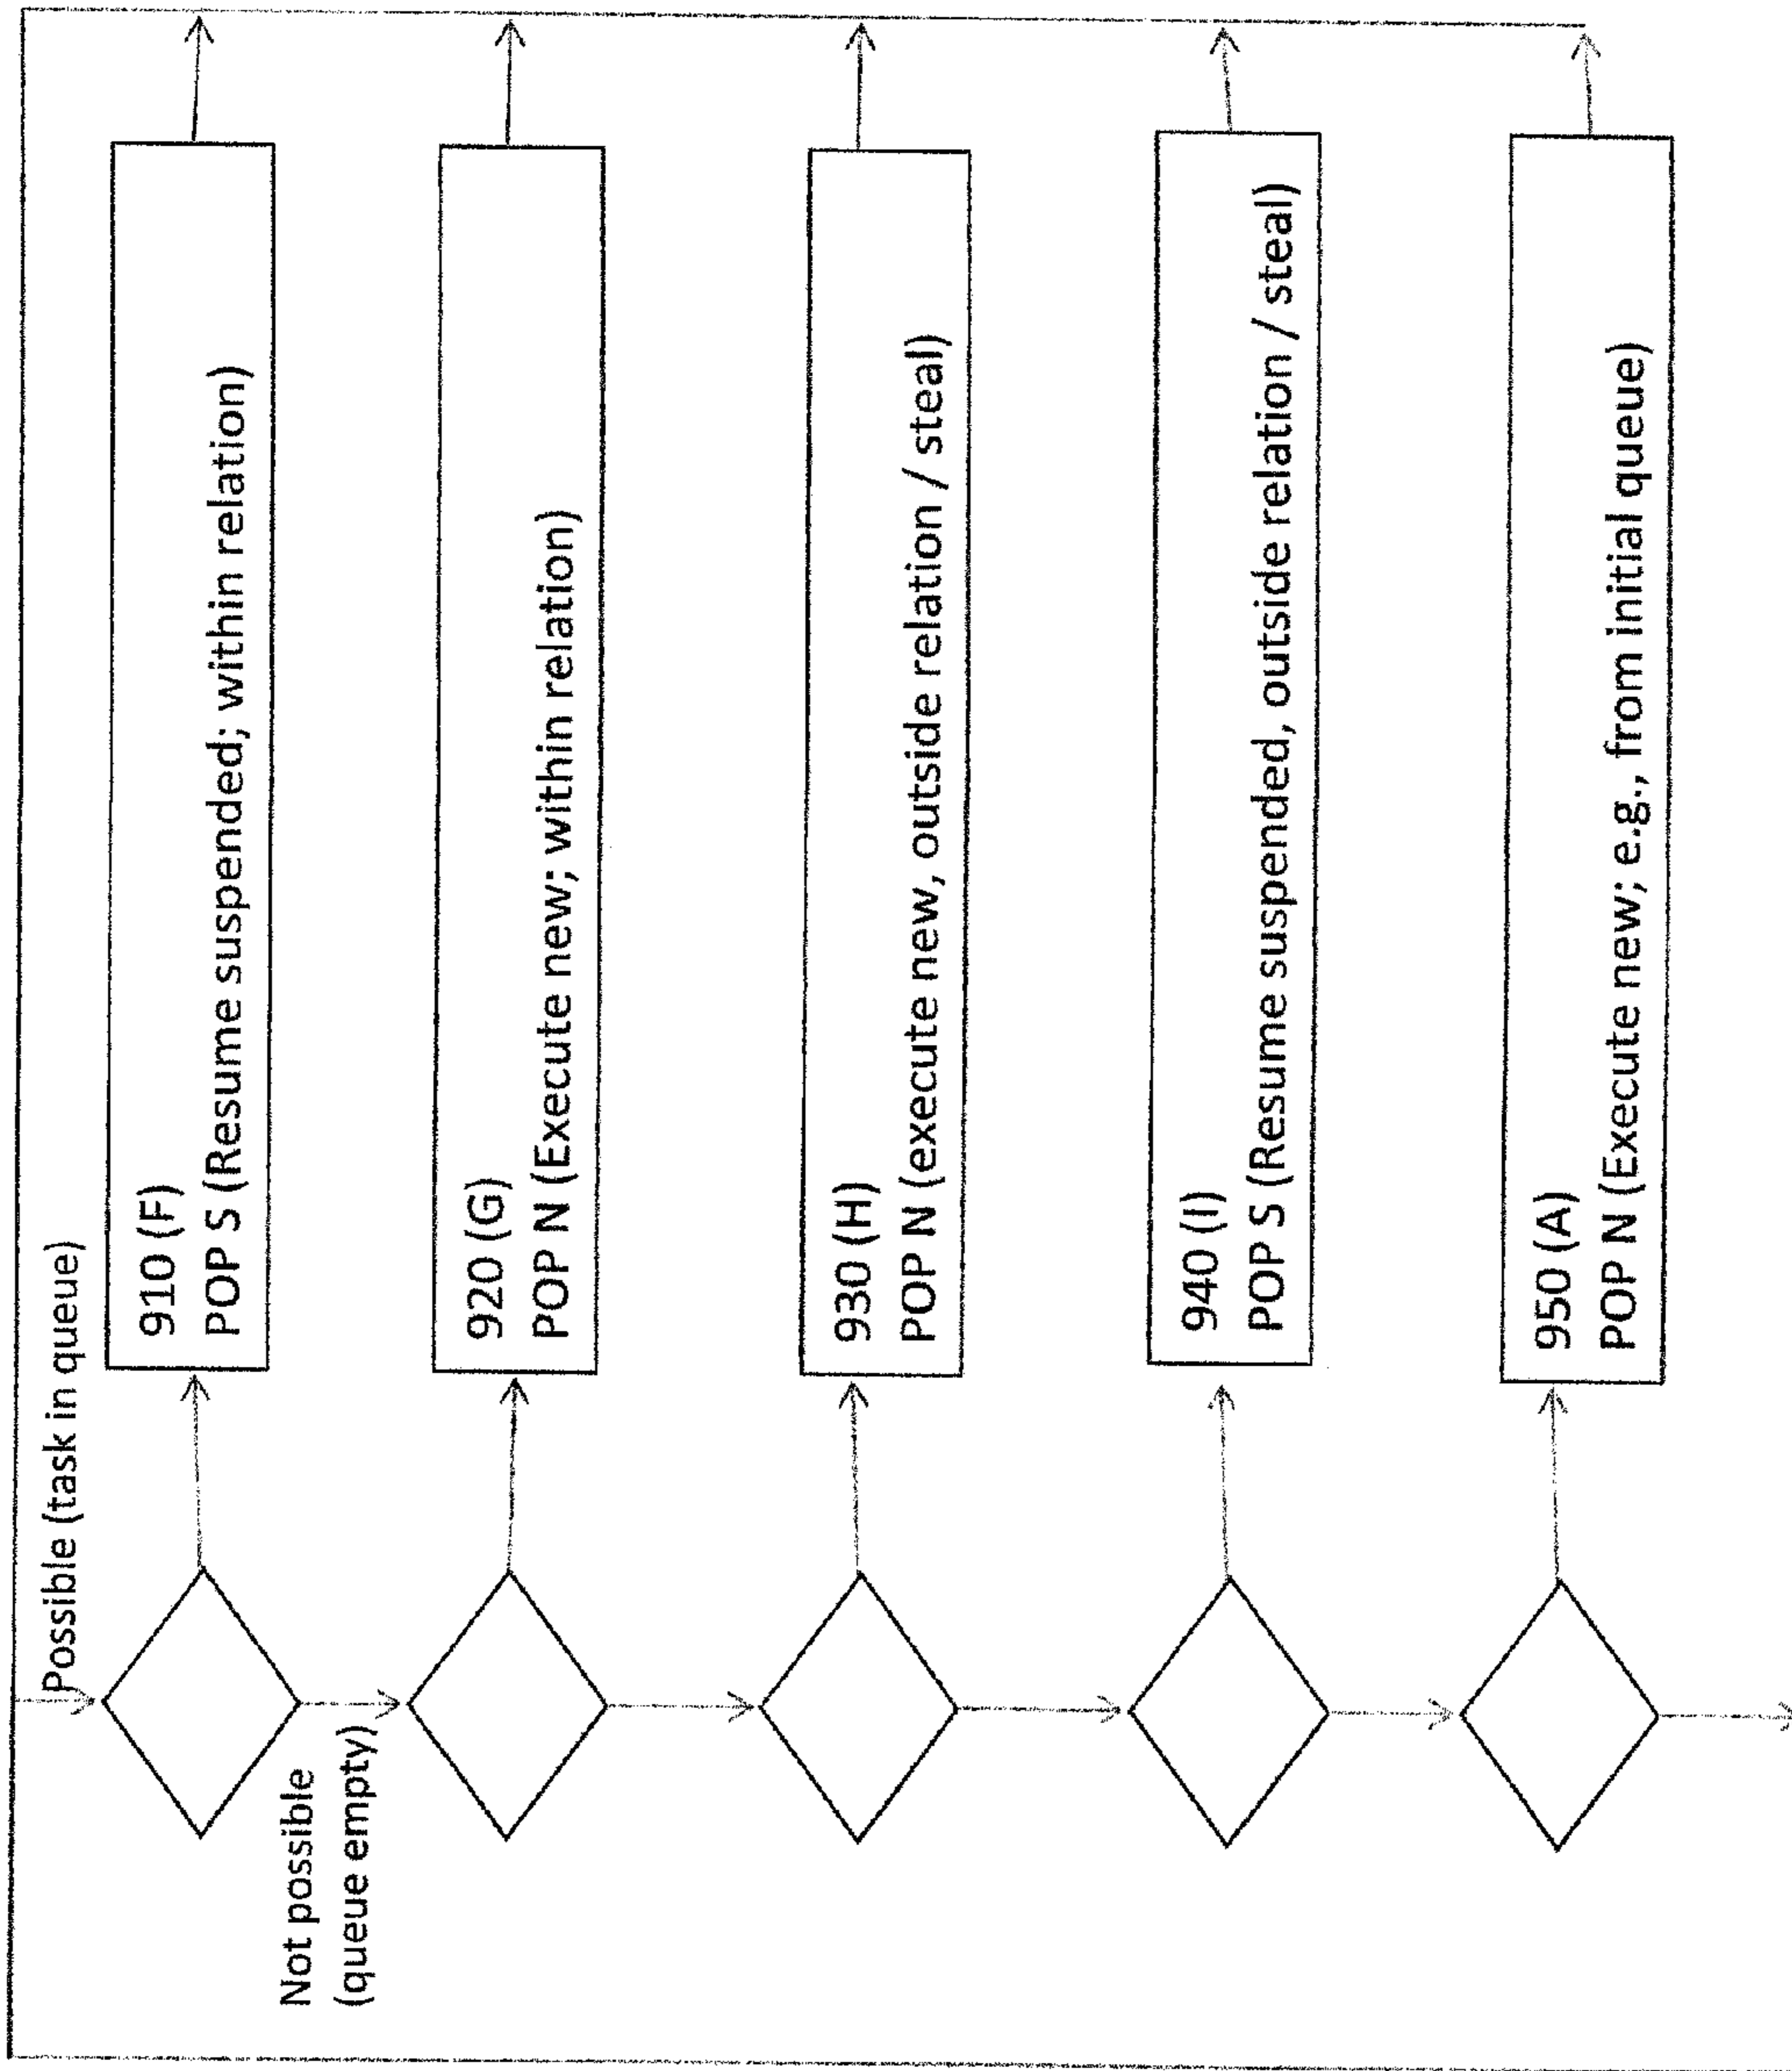 Possible (task in queue)
910 (F)
POP S (Resume suspended; within relation)
Not possible
(queue empty)
920 (G)
POP N (Execute new; within relation)
930 (H)
POP N (execute new, outside relation / steal)
940 (I)
POP S (Resume suspended, outside relation / steal)
950 (A)
POP N (Execute new; e.g., from initial queue)